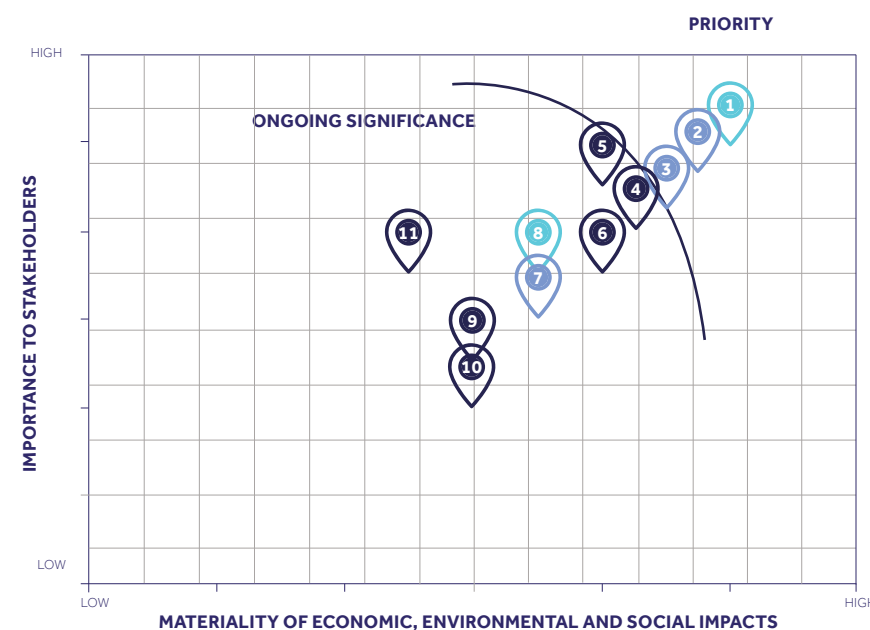 PRIORITY
HIGH
ONGOING SIGNIFICANCE
1
2
5
3
4
11
8
6
7
9
10
IMPORTANCE TO STAKEHOLDERS
LOW
LOW
HIGH
MATERIALITY OF ECONOMIC, ENVIRONMENTAL AND SOCIAL IMPACTS